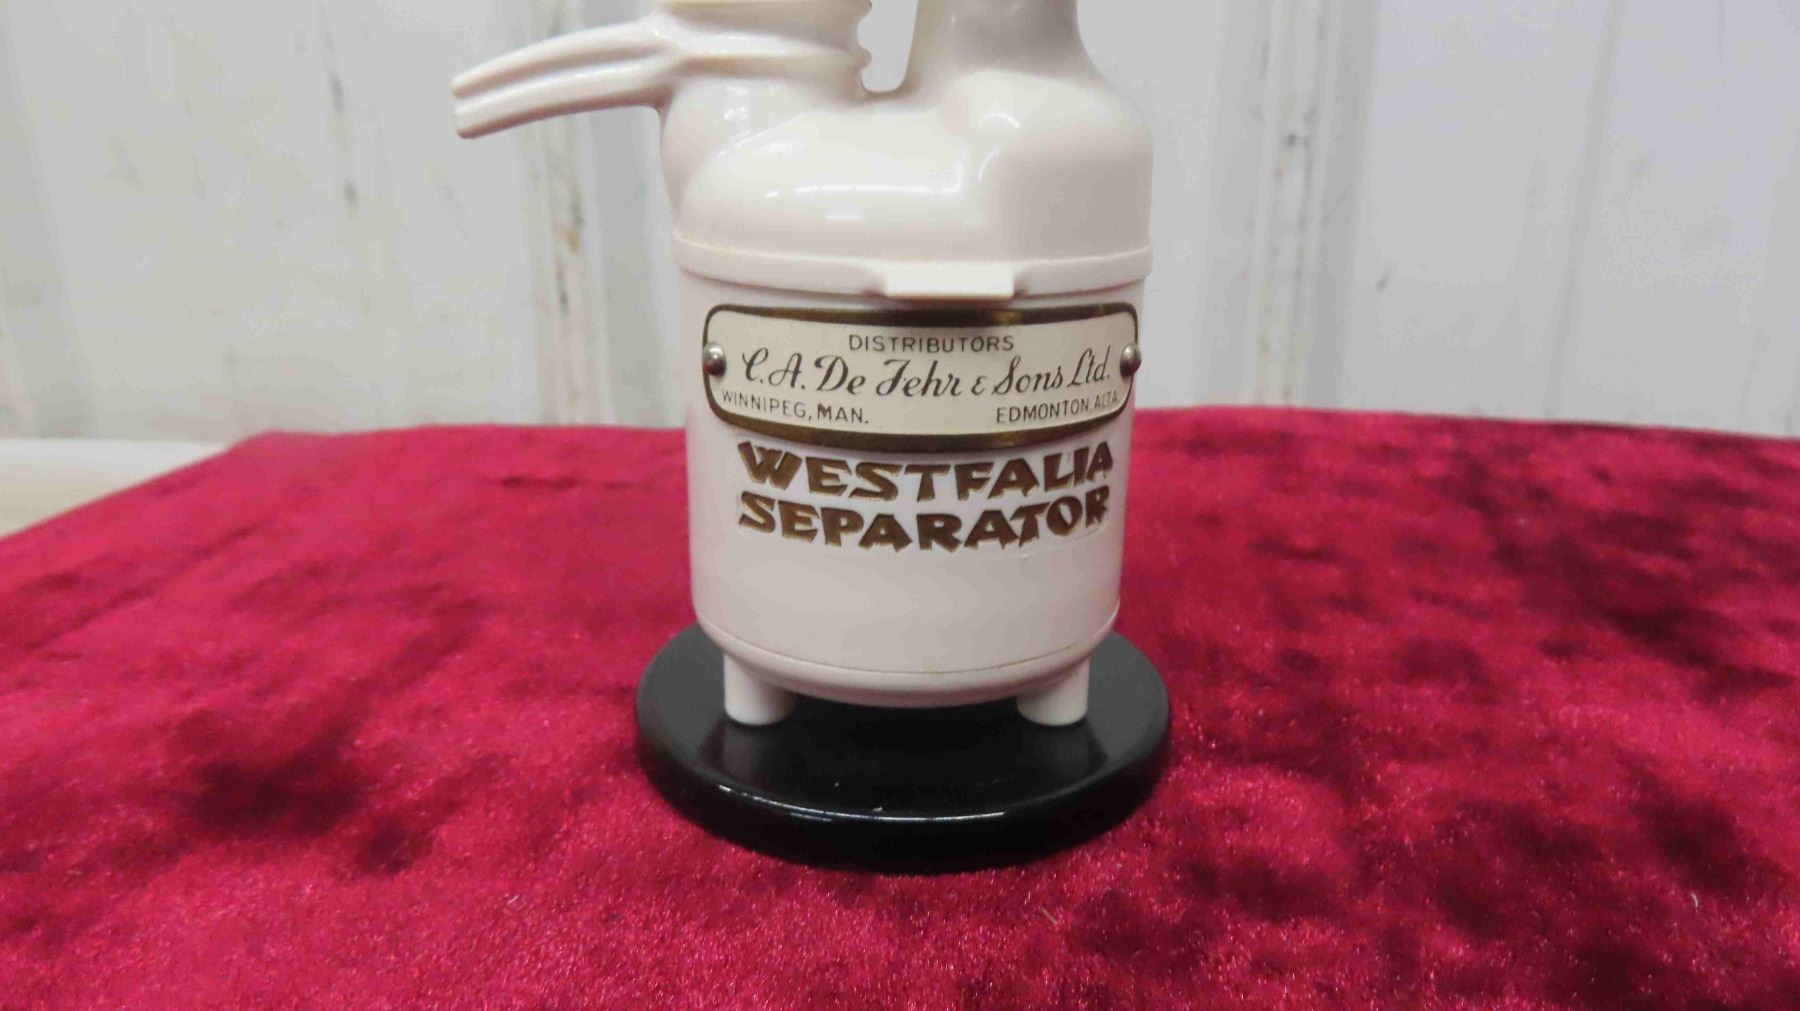 DISTRIBUTORS
C.A. De Fehr & Sons Ltd.
WINNIPEG, MAN. EDMONTON, ALTA.
WESTFALIA
SEPARATOR